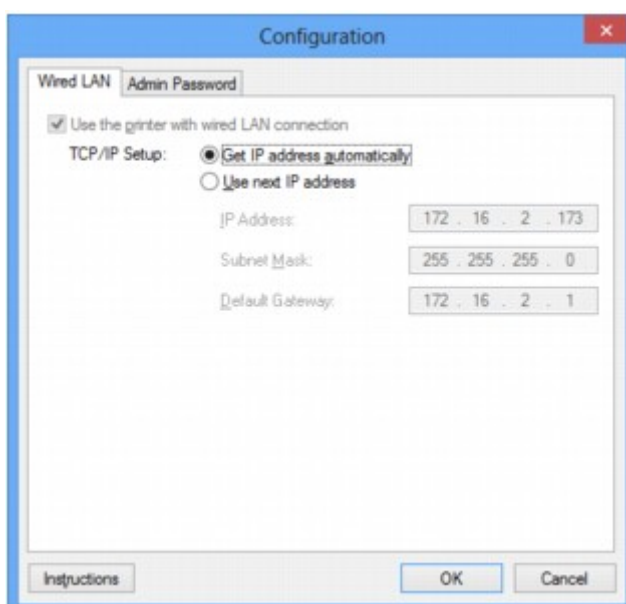 Configuration
Wired LAN Admin Password
Use the printer with wired LAN connection
TCP/IP Setup: Get IP address automatically
Use next IP address
IP Address: 172 . 16 . 2 . 173
Subnet Mask: 255 . 255 . 255 . 0
Default Gateway: 172 . 16 . 2 . 1
Instructions OK Cancel